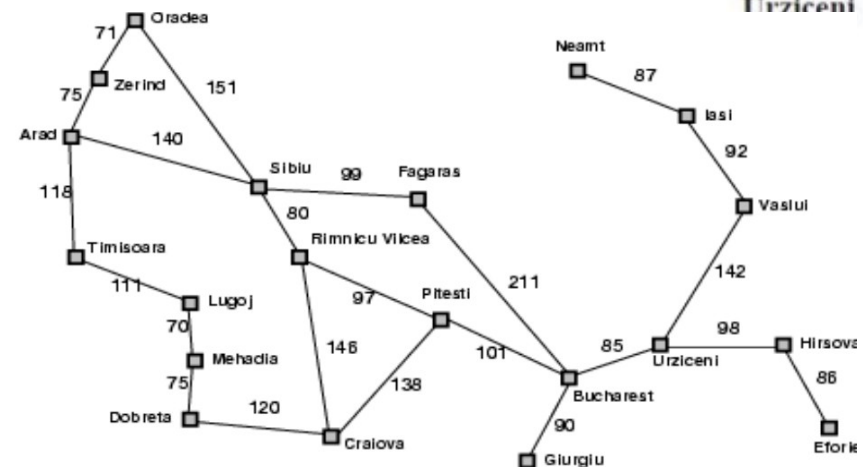 Urziceni
Oradea
71
Neamt
87
Zerind
151
75
Iasi
Arad
140
92
Sibiu
99
Fagaras
118
80
Vaslui
Timisoara
Rimnicu Vilcea
142
111
211
Lugoj
97
Pitesti
70
98
146
101
85
Hirsova
Mehadia
Urziceni
75
138
86
Bucharest
Dobreta
120
90
Craiova
Eforie
Giurgiu